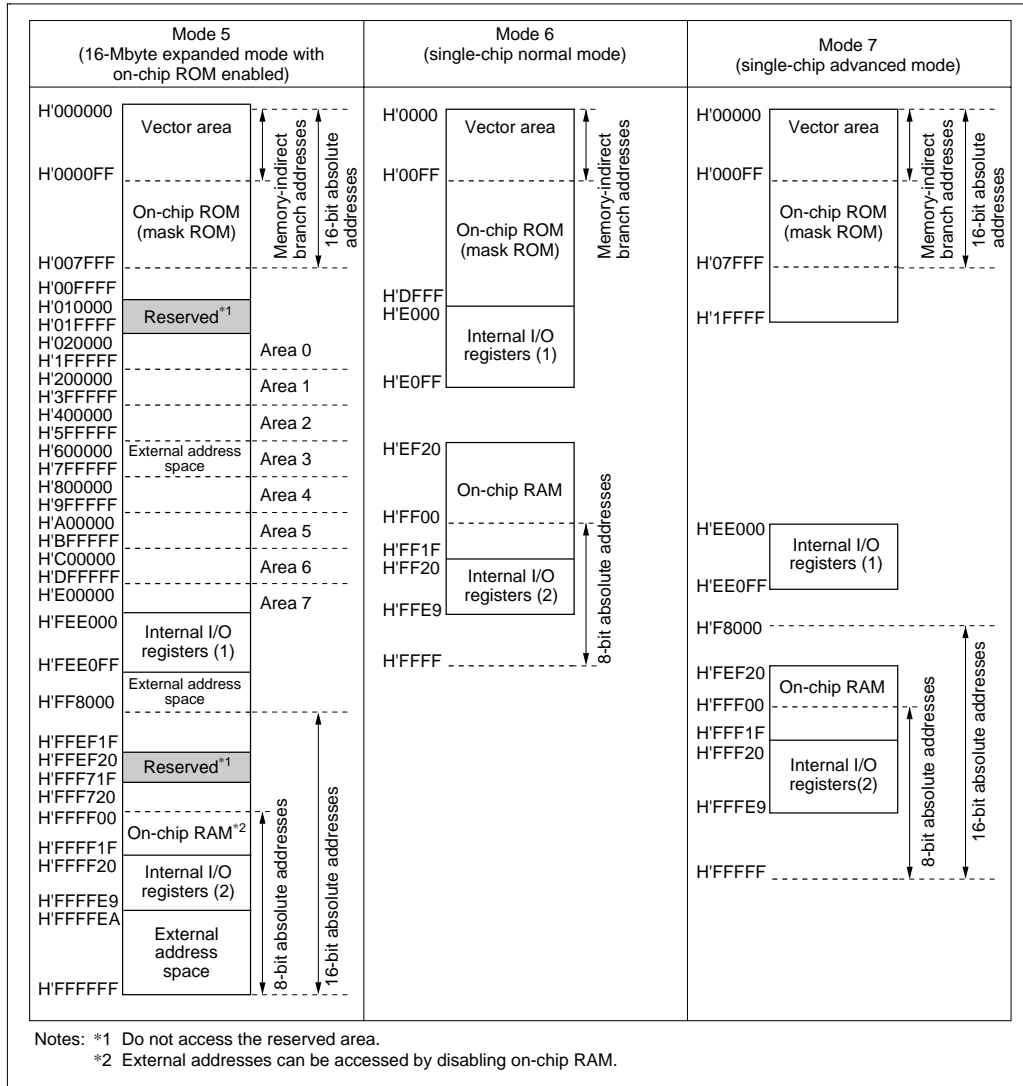 Mode 5
(16-Mbyte expanded mode with
on-chip ROM enabled)
H'000000
Vector area
H'0000FF
On-chip ROM
(mask ROM)
H'007FFF
Memory-indirect
branch addresses
16-bit absolute
addresses
H'00FFFF
H'010000
Reserved*1
H'01FFFF
H'020000
Area 0
H'1FFFFF
H'200000
Area 1
H'3FFFFF
H'400000
Area 2
H'5FFFFF
H'600000
External address
space
Area 3
H'7FFFFF
H'800000
Area 4
H'9FFFFF
H'A00000
Area 5
H'BFFFFF
H'C00000
Area 6
H'DFFFFF
H'E00000
Area 7
H'FEE000
Internal I/O
registers (1)
H'FEE0FF
External address
space
H'FF8000
H'FFEF1F
H'FFEF20
Reserved*1
H'FFF71F
H'FFF720
H'FFFF00
On-chip RAM*2
H'FFFF1F
H'FFFF20
Internal I/O
registers (2)
H'FFFFE9
H'FFFFEA
External
address
space
H'FFFFFF
8-bit absolute addresses
16-bit absolute addresses
Mode 6
(single-chip normal mode)
H'0000
Vector area
H'00FF
On-chip ROM
(mask ROM)
Memory-indirect
branch addresses
H'DFFF
H'E000
Internal I/O
registers (1)
H'E0FF
H'EF20
On-chip RAM
H'FF00
H'FF1F
H'FF20
Internal I/O
registers (2)
H'FFE9
H'FFFF
8-bit absolute addresses
Mode 7
(single-chip advanced mode)
H'00000
Vector area
H'000FF
On-chip ROM
(mask ROM)
H'07FFF
Memory-indirect
branch addresses
16-bit absolute
addresses
H'1FFFF
H'EE000
Internal I/O
registers (1)
H'EE0FF
H'F8000
H'FEF20
On-chip RAM
H'FFF00
H'FFF1F
H'FFF20
Internal I/O
registers(2)
H'FFFE9
H'FFFFF
8-bit absolute addresses
16-bit absolute addresses
Notes: *1 Do not access the reserved area.
*2 External addresses can be accessed by disabling on-chip RAM.